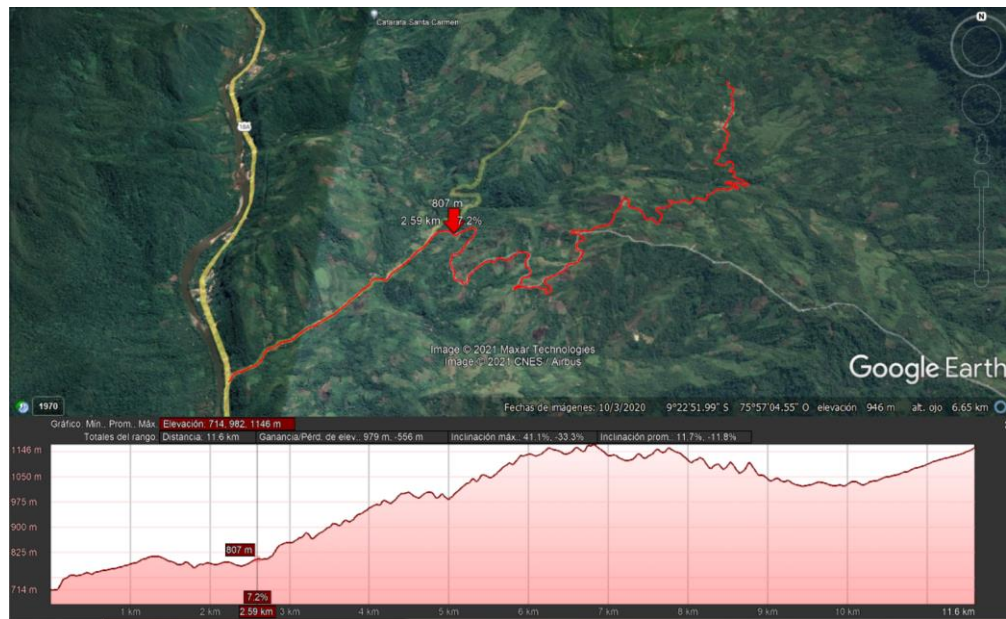 Catarata Santa Carmen
N
18A
807 m
2.59 km 7.2%
Image © 2021 Maxar Technologies
Image © 2021 CNES / Airbus
Google Earth
1970
Fechas de imágenes: 10/3/2020 9°22'51.99" S 75°57'04.55" O elevación 946 m alt. ojo 6.65 km
Gráfico: Mín., Prom., Máx. Elevación: 714, 982, 1146 m
Totales del rango: Distancia: 11.6 km Ganancia/Pérd. de elev.: 979 m, -556 m Inclinación máx.: 41.1%, -33.3% Inclinación prom.: 11.7%, -11.8%
1146 m
1050 m
975 m
900 m
825 m
807 m
714 m
7.2%
1 km 2 km 2.59 km 3 km 4 km 5 km 6 km 7 km 8 km 9 km 10 km 11.6 km